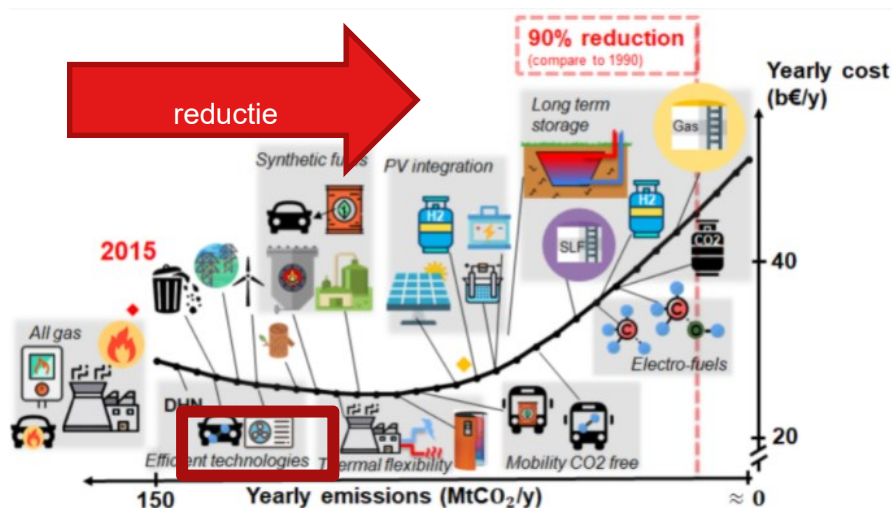 90% reduction
(compare to 1990)
Yearly cost
(b€/y)
reductie
Long term
storage
Gas
Synthetic fuels
PV integration
H2
H2
2015
SLF
CO2
40
All gas
C
C
O
Electro-fuels
DHN
20
Efficient technologies
Thermal flexibility
Mobility CO2 free
150
Yearly emissions (MtCO₂/y)
≈ 0